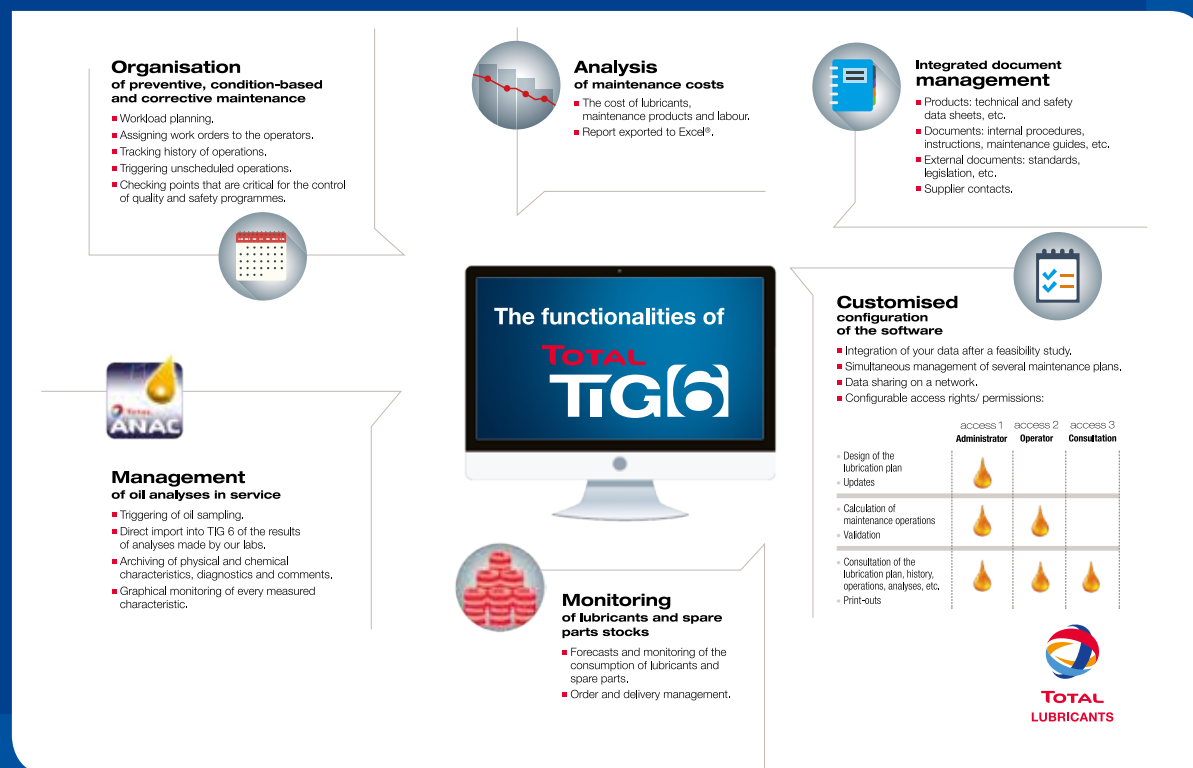 Organisation
of preventive, condition-based
and corrective maintenance
Workload planning.
Assigning work orders to the operators.
Tracking history of operations.
Triggering unscheduled operations.
Checking points that are critical for the control
of quality and safety programmes.
Analysis
of maintenance costs
The cost of lubricants,
maintenance products and labour.
Report exported to Excel®.
Integrated document
management
Products: technical and safety
data sheets, etc.
Documents: internal procedures,
instructions, maintenance guides, etc.
External documents: standards,
legislation, etc.
Supplier contacts.
The functionalities of
TOTAL
TIG6
Customised
configuration
of the software
Integration of your data after a feasibility study.
Simultaneous management of several maintenance plans.
Data sharing on a network.
Configurable access rights/ permissions:
access 1 access 2 access 3
Administrator Operator Consultation
Design of the
lubrication plan
Updates
Calculation of
maintenance operations
Validation
Consultation of the
lubrication plan, history,
operations, analyses, etc.
Print-outs
TOTAL
ANAC
Management
of oil analyses in service
Triggering of oil sampling.
Direct import into TIG 6 of the results
of analyses made by our labs.
Archiving of physical and chemical
characteristics, diagnostics and comments.
Graphical monitoring of every measured
characteristic.
Monitoring
of lubricants and spare
parts stocks
Forecasts and monitoring of the
consumption of lubricants and
spare parts.
Order and delivery management.
TOTAL
LUBRICANTS